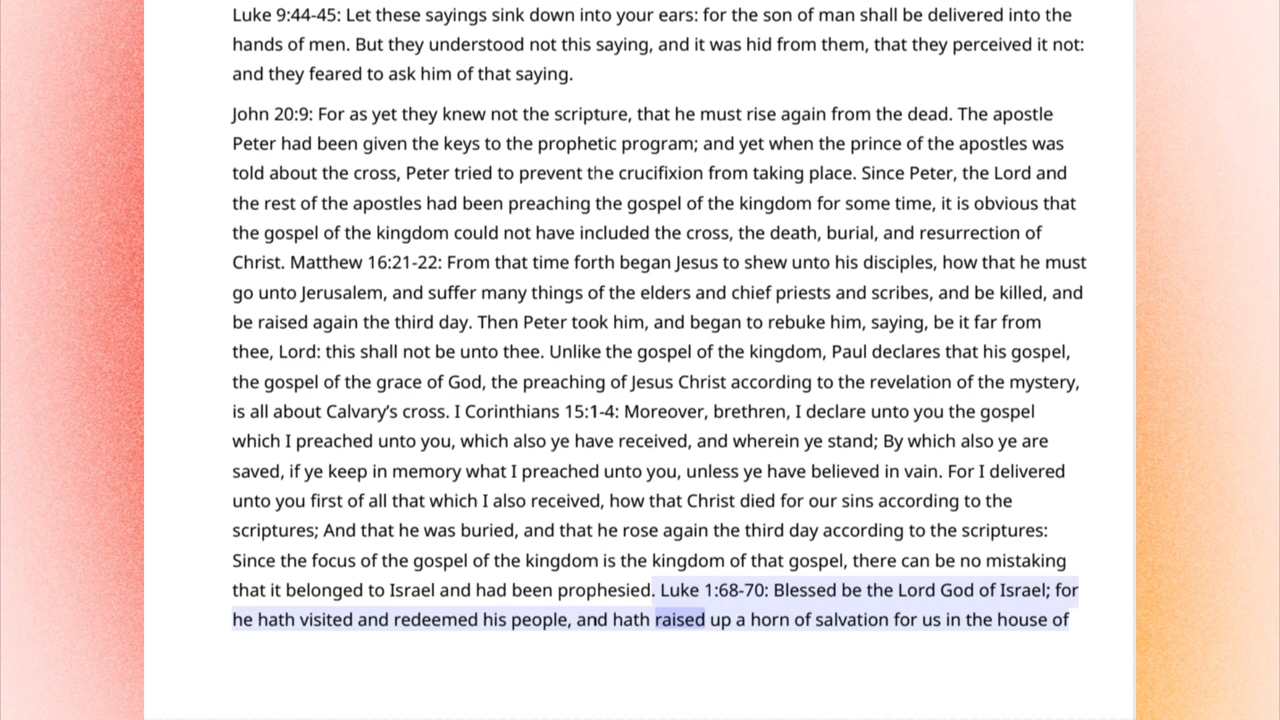 Luke 9:44-45: Let these sayings sink down into your ears: for the son of man shall be delivered into the
hands of men. But they understood not this saying, and it was hid from them, that they perceived it not:
and they feared to ask him of that saying.
John 20:9: For as yet they knew not the scripture, that he must rise again from the dead. The apostle
Peter had been given the keys to the prophetic program; and yet when the prince of the apostles was
told about the cross, Peter tried to prevent the crucifixion from taking place. Since Peter, the Lord and
the rest of the apostles had been preaching the gospel of the kingdom for some time, it is obvious that
the gospel of the kingdom could not have included the cross, the death, burial, and resurrection of
Christ. Matthew 16:21-22: From that time forth began Jesus to shew unto his disciples, how that he must
go unto Jerusalem, and suffer many things of the elders and chief priests and scribes, and be killed, and
be raised again the third day. Then Peter took him, and began to rebuke him, saying, be it far from
thee, Lord: this shall not be unto thee. Unlike the gospel of the kingdom, Paul declares that his gospel,
the gospel of the grace of God, the preaching of Jesus Christ according to the revelation of the mystery,
is all about Calvary’s cross. I Corinthians 15:1-4: Moreover, brethren, I declare unto you the gospel
which I preached unto you, which also ye have received, and wherein ye stand; By which also ye are
saved, if ye keep in memory what I preached unto you, unless ye have believed in vain. For I delivered
unto you first of all that which I also received, how that Christ died for our sins according to the
scriptures; And that he was buried, and that he rose again the third day according to the scriptures:
Since the focus of the gospel of the kingdom is the kingdom of that gospel, there can be no mistaking
that it belonged to Israel and had been prophesied. Luke 1:68-70: Blessed be the Lord God of Israel; for
he hath visited and redeemed his people, and hath raised up a horn of salvation for us in the house of